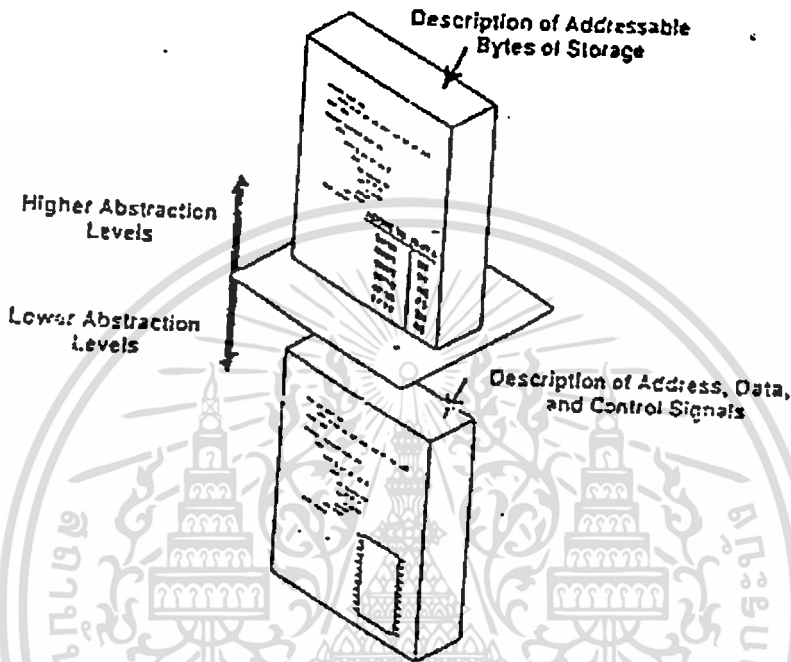 Description of Addressable
Bytes of Storage
Higher Abstraction
Levels
Lower Abstraction
Levels
Description of Address, Data,
and Control Signals